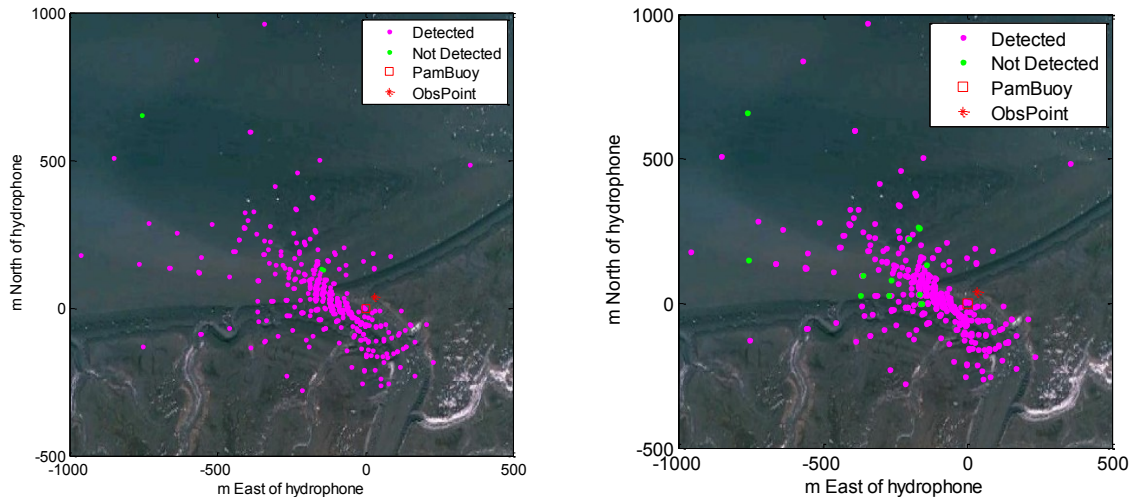 1000
500
0
-500
-1000
-500
0
500
m North of hydrophone
m East of hydrophone
Detected
Not Detected
PamBuoy
ObsPoint
1000
500
0
-500
-1000
-500
0
500
m North of hydrophone
m East of hydrophone
Detected
Not Detected
PamBuoy
ObsPoint